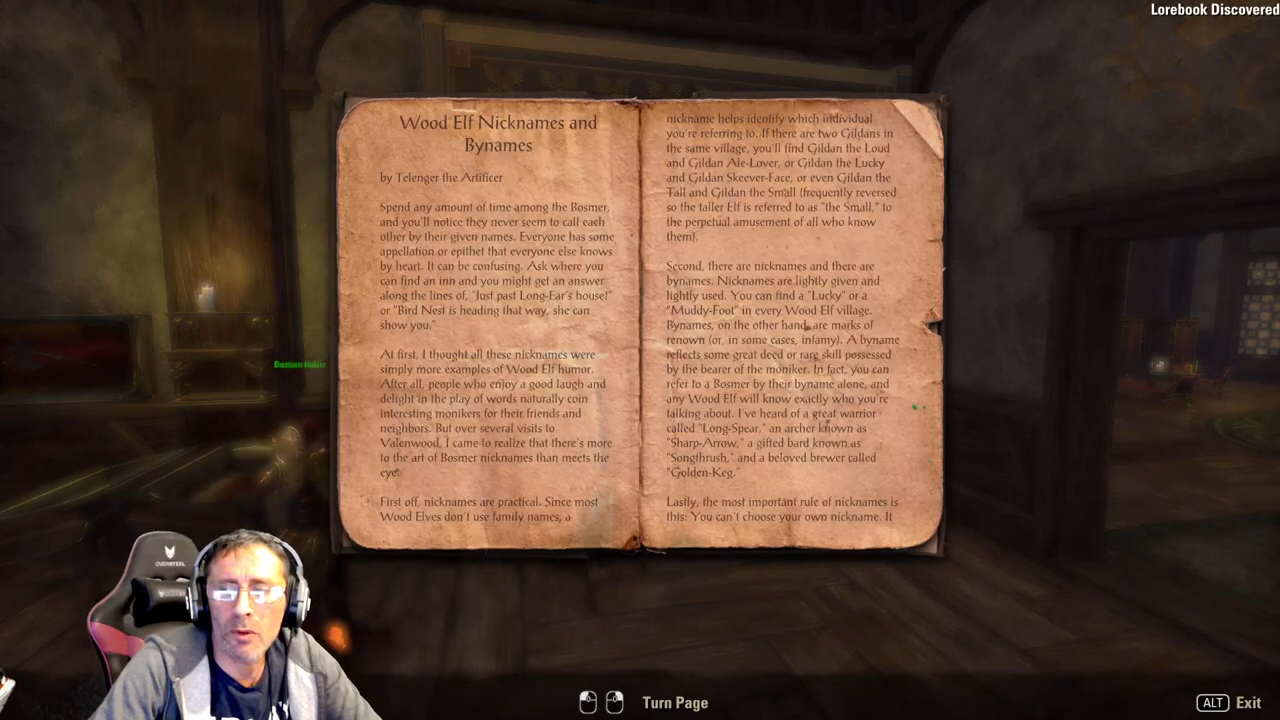 Lorebook Discovered
Wood Elf Nicknames and
Bynames
by Telenger the Artificer
Spend any amount of time among the Bosmer,
and you'll notice they never seem to call each
other by their given names. Everyone has some
appellation or epithet that everyone else knows
by heart. It can be confusing. Ask where you
can find an inn and you might get an answer
along the lines of, "Just past Long-Ear's house!"
or "Bird Nest is heading that way, she can
show you."
At first, I thought all these nicknames were
simply more examples of Wood Elf humor.
After all, people who enjoy a good laugh and
delight in the play of words naturally coin
interesting monikers for their friends and
neighbors. But over several visits to
Valenwood, I came to realize that there's more
to the art of Bosmer nicknames than meets the
eye.
First off, nicknames are practical. Since most
Wood Elves don't use family names, a
nickname helps identify which individual
you're referring to. If there are two Gildans in
the same village, you'll find Gildan the Loud
and Gildan Ale-Lover, or Gildan the Lucky
and Gildan Skeever-Face, or even Gildan the
Tall and Gildan the Small (frequently reversed
so the taller Elf is referred to as "the Small," to
the perpetual amusement of all who know
them).
Second, there are nicknames and there are
bynames. Nicknames are lightly given and
lightly used. You can find a "Lucky" or a
"Muddy-Foot" in every Wood Elf village.
Bynames, on the other hand, are marks of
renown (or, in some cases, infamy). A byname
reflects some great deed or rare skill possessed
by the bearer of the moniker. In fact, you can
refer to a Bosmer by their byname alone, and
any Wood Elf will know exactly who you're
talking about. I've heard of a great warrior
called "Long-Spear," an archer known as
"Sharp-Arrow," a gifted bard known as
"Songthrush," and a beloved brewer called
"Golden-Keg."
Lastly, the most important rule of nicknames is
this: You can't choose your own nickname. It
Bastian Hallix
OVERSTEEL
Turn Page
ALT Exit